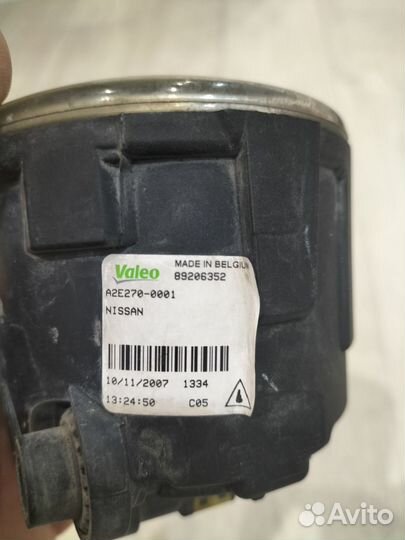 Valeo
MADE IN BELGIUM
89206352
A2E270-0001
NISSAN
10/11/2007 1334
13:24:50 C05
Avito